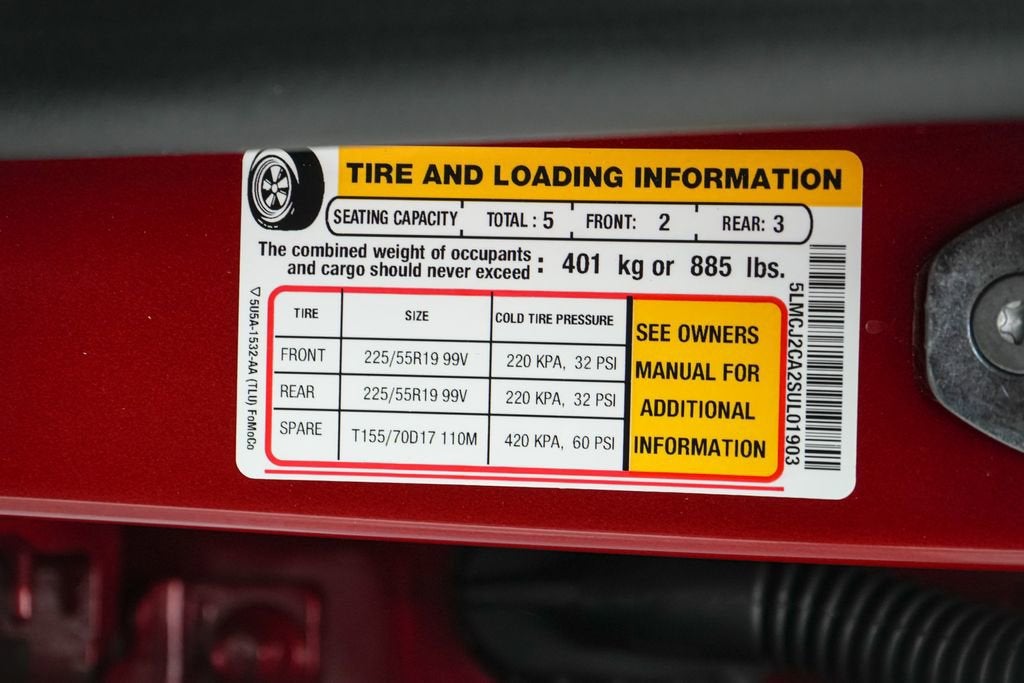 TIRE AND LOADING INFORMATION
SEATING CAPACITY TOTAL : 5 FRONT: 2 REAR: 3
The combined weight of occupants
and cargo should never exceed : 401 kg or 885 lbs.
TIRE SIZE COLD TIRE PRESSURE
FRONT 225/55R19 99V 220 KPA, 32 PSI
REAR 225/55R19 99V 220 KPA, 32 PSI
SPARE T155/70D17 110M 420 KPA, 60 PSI
SEE OWNERS
MANUAL FOR
ADDITIONAL
INFORMATION
5LMCJ2CA2SUL01903
▽ 5U5A-1532-AA (TLU) FoMoCo